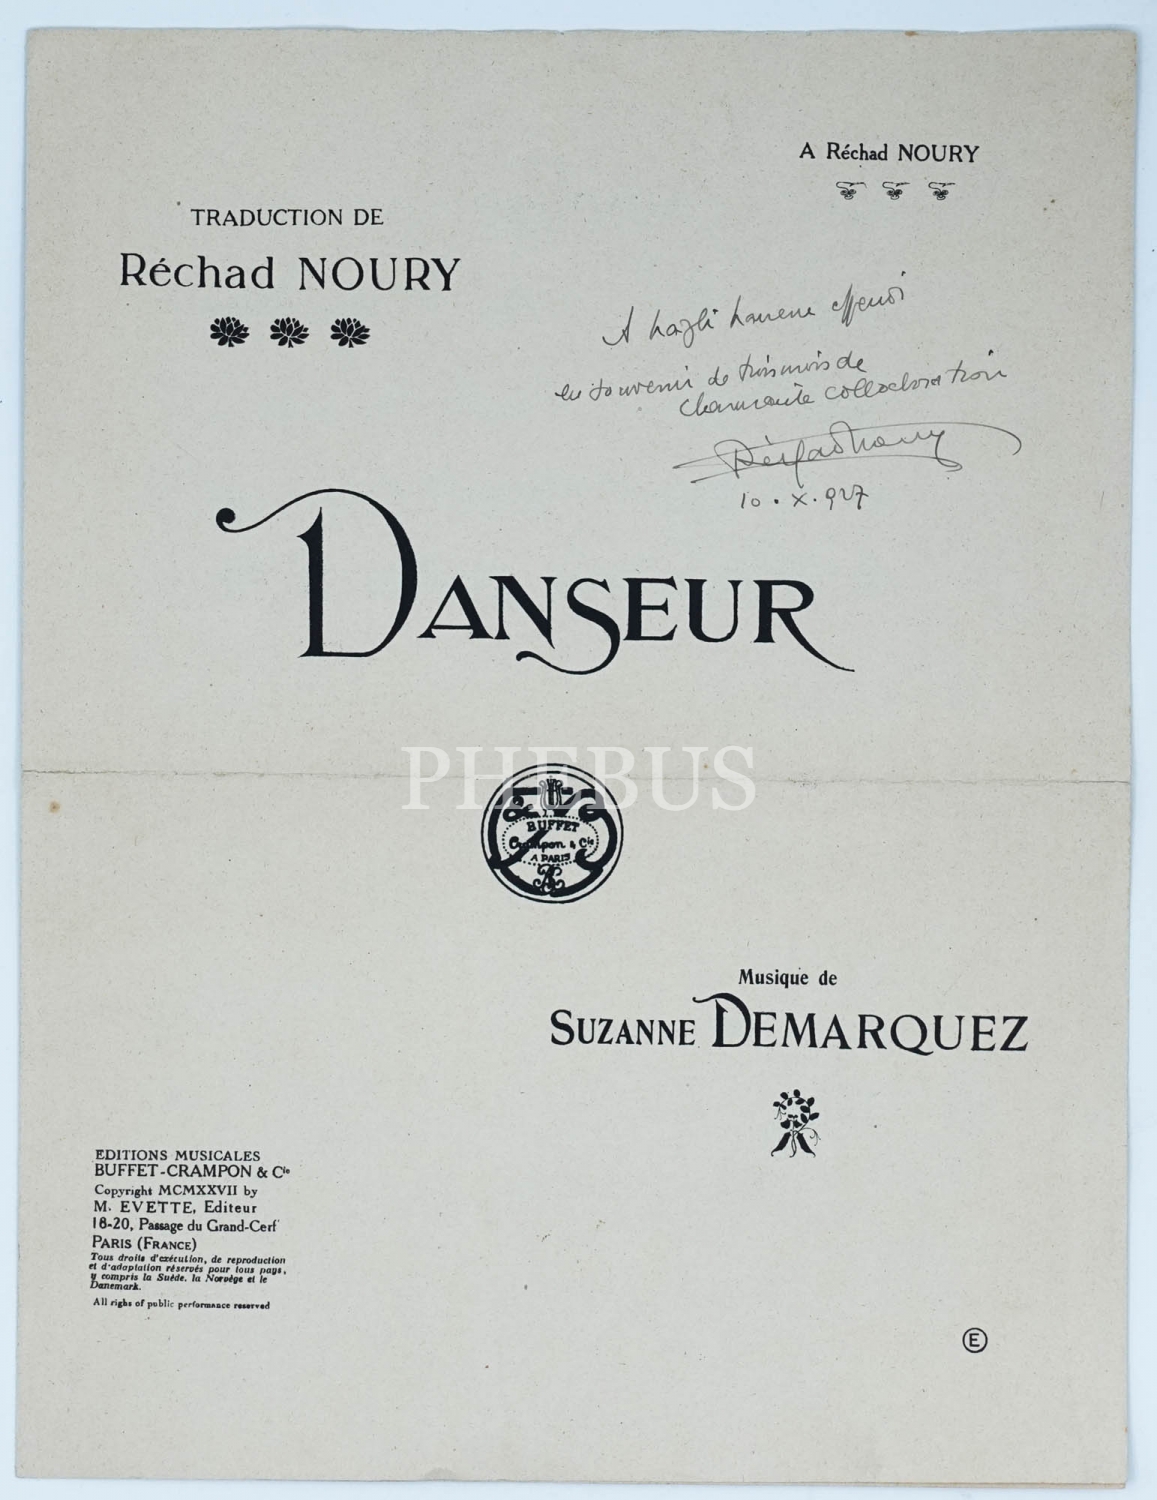 A Réchad NOURY
TRADUCTION DE
Réchad NOURY
A
en souvenir de trois mois de
charmante collaboration
10.X.927
DANSEUR
PHEBUS
BUFFET
Crampon & Cie
A PARIS
Musique de
SUZANNE DEMARQUEZ
EDITIONS MUSICALES
BUFFET-CRAMPON & Cie
Copyright MCMXXVII by
M. EVETTE, Editeur
18-20, Passage du Grand-Cerf
PARIS (FRANCE)
Tous droits d'exécution, de reproduction
et d'adaptation réservés pour tous pays,
y compris la Suède, la Norvège et le
Danemark.
All righs of public performance reserved
E